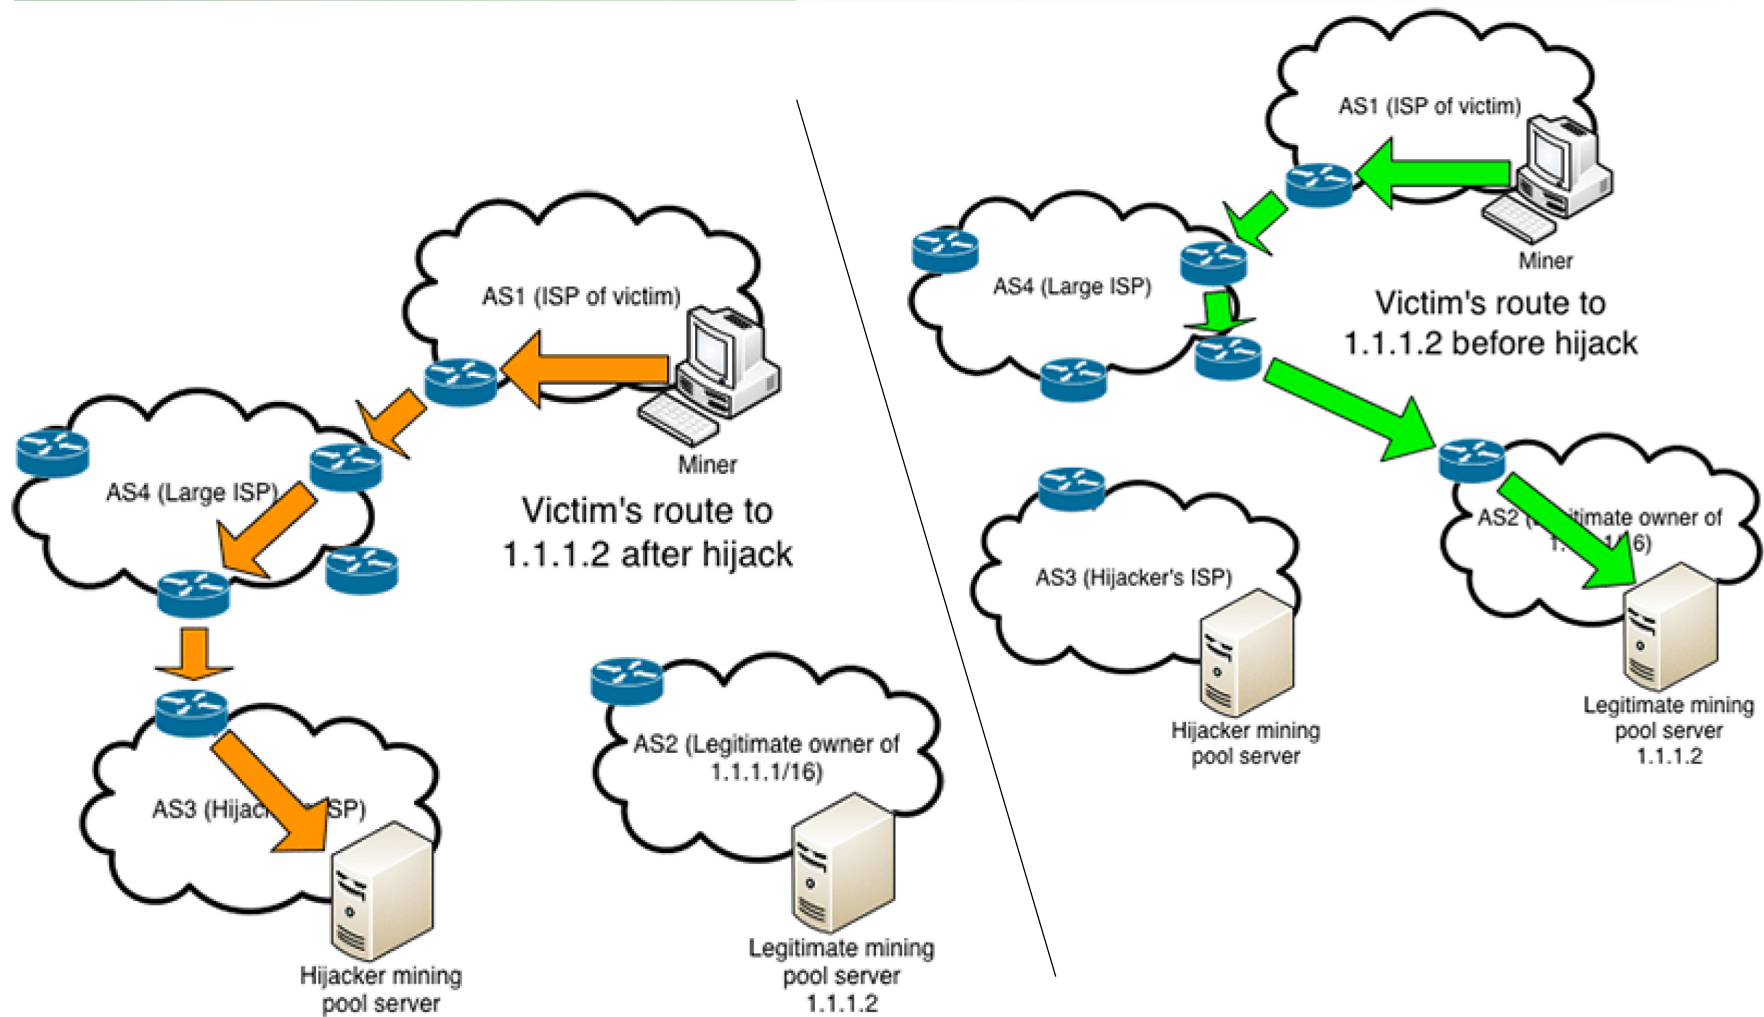 AS1 (ISP of victim)
Miner
AS4 (Large ISP)
Victim's route to
1.1.1.2 after hijack
AS2 (Legitimate owner of
1.1.1.1/16)
AS3 (Hijac SP)
Legitimate mining
pool server
1.1.1.2
Hijacker mining
pool server
AS1 (ISP of victim)
Miner
AS4 (Large ISP)
Victim's route to
1.1.1.2 before hijack
AS2 ( itimate owner of
AS3 (Hijacker's ISP)
Hijacker mining
pool server
Legitimate mining
pool server
1.1.1.2